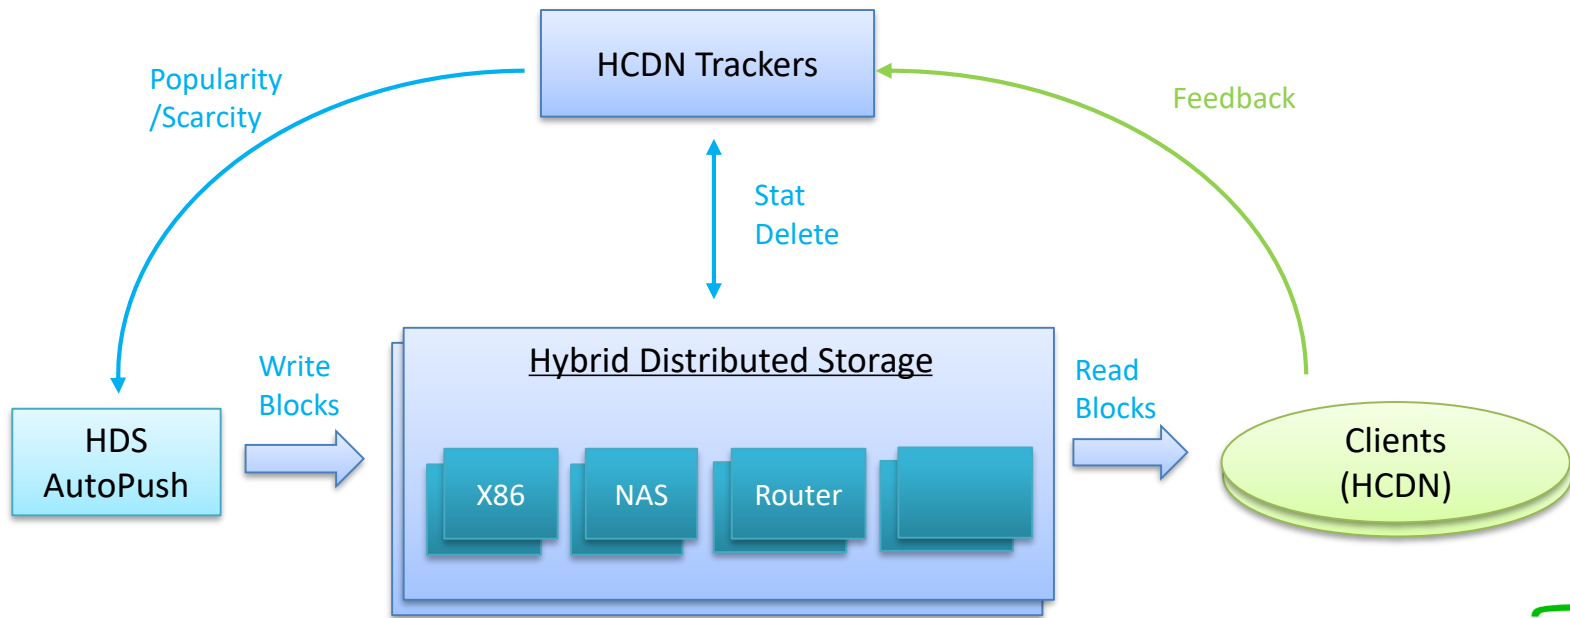 HCDN Trackers
Popularity
/Scarcity
Feedback
Stat
Delete
Hybrid Distributed Storage
Write
Blocks
Read
Blocks
HDS
AutoPush
X86
NAS
Router
Clients
(HCDN)